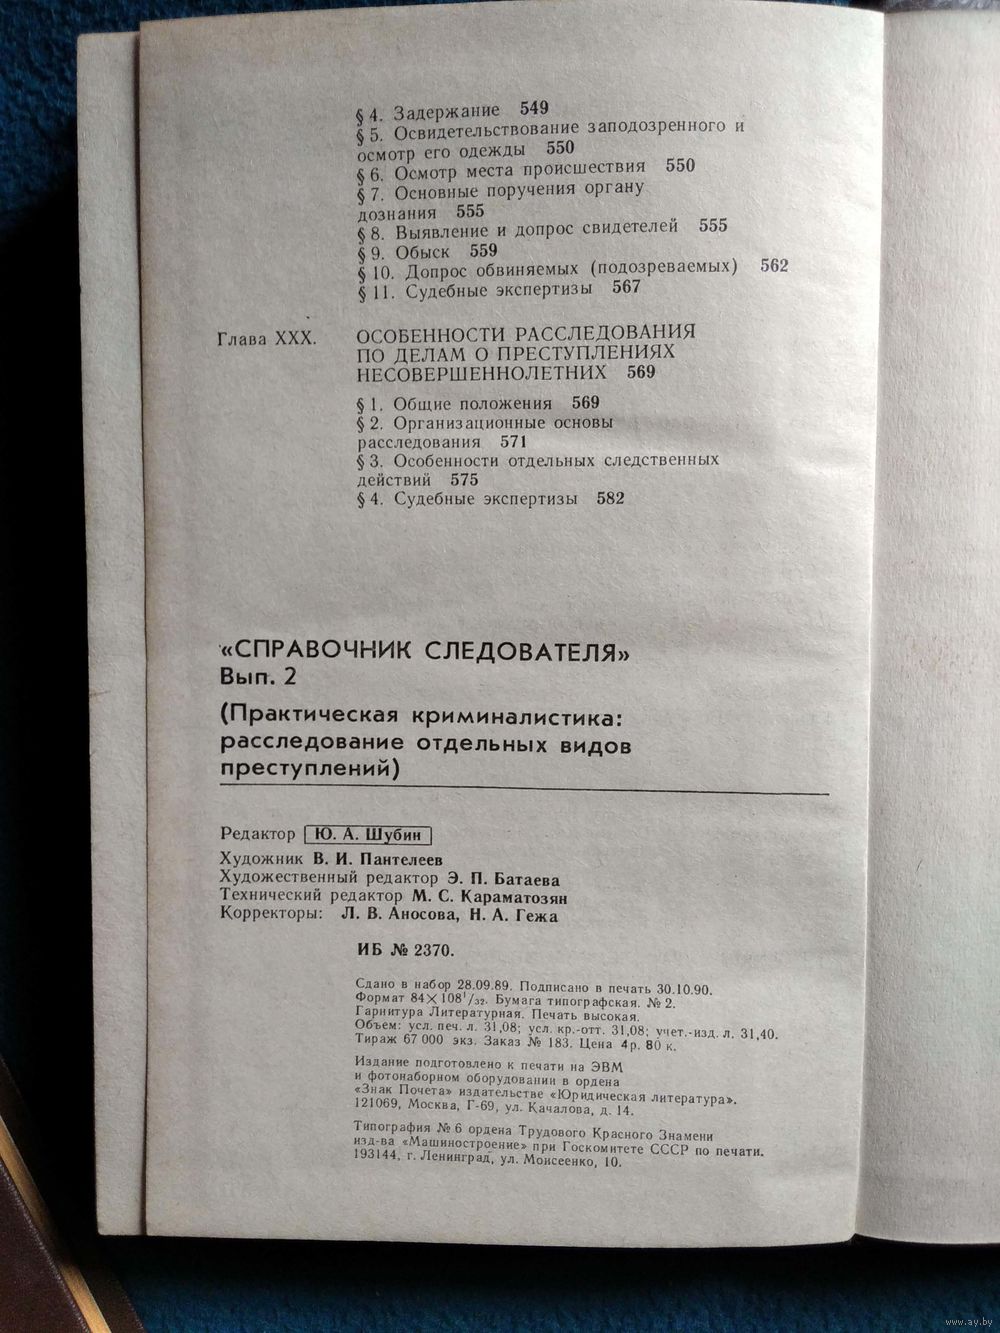 § 4. Задержание 549
§ 5. Освидетельствование заподозренного и
осмотр его одежды 550
§ 6. Осмотр места происшествия 550
§ 7. Основные поручения органу
дознания 555
§ 8. Выявление и допрос свидетелей 555
§ 9. Обыск 559
§ 10. Допрос обвиняемых (подозреваемых) 562
§ 11. Судебные экспертизы 567
Глава XXX. ОСОБЕННОСТИ РАССЛЕДОВАНИЯ
ПО ДЕЛАМ О ПРЕСТУПЛЕНИЯХ
НЕСОВЕРШЕННОЛЕТНИХ 569
§ 1. Общие положения 569
§ 2. Организационные основы
расследования 571
§ 3. Особенности отдельных следственных
действий 575
§ 4. Судебные экспертизы 582
«СПРАВОЧНИК СЛЕДОВАТЕЛЯ»
Вып. 2
(Практическая криминалистика:
расследование отдельных видов
преступлений)
Редактор Ю. А. Шубин
Художник В. И. Пантелеев
Художественный редактор Э. П. Батаева
Технический редактор М. С. Караматозян
Корректоры: Л. В. Аносова, Н. А. Гежа
ИБ № 2370.
Сдано в набор 28.09.89. Подписано в печать 30.10.90.
Формат 84×108¹/₃₂. Бумага типографская. № 2.
Гарнитура Литературная. Печать высокая.
Объем: усл. печ. л. 31,08; усл. кр.-отт. 31,08; учет.-изд. л. 31,40.
Тираж 67 000 экз. Заказ № 183. Цена 4р. 80 к.
Издание подготовлено к печати на ЭВМ
и фотонаборном оборудовании в ордена
«Знак Почета» издательстве «Юридическая литература».
121069, Москва, Г-69, ул. Качалова, д. 14.
Типография № 6 ордена Трудового Красного Знамени
изд-ва «Машиностроение» при Госкомитете СССР по печати.
193144, г. Ленинград, ул. Моисеенко, 10.
www.ay.by